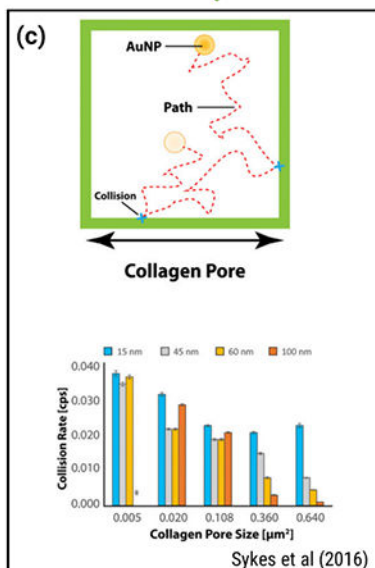 (c)
AuNP
Path
Collision
Collagen Pore
15 nm 45 nm 60 nm 100 nm
0.040
0.030
0.020
0.010
0.000
Collision Rate [cps]
0.005 0.020 0.108 0.360 0.640
Collagen Pore Size [µm²]
Sykes et al (2016)